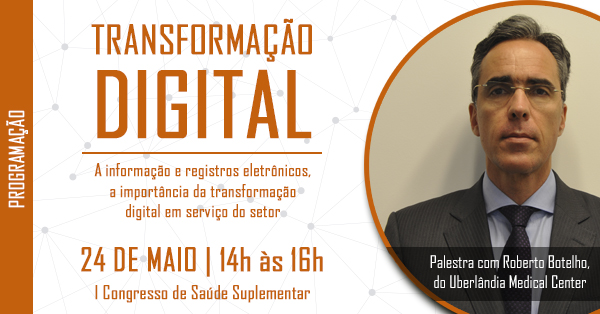 PROGRAMAÇÃO
TRANSFORMAÇÃO
DIGITAL
A informação e registros eletrônicos,
a importância da transformação
digital em serviço do setor
24 DE MAIO | 14h às 16h
I Congresso de Saúde Suplementar
Palestra com Roberto Botelho,
do Uberlândia Medical Center